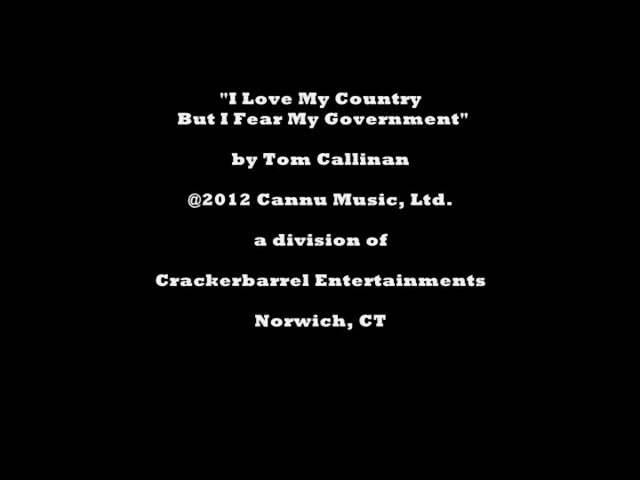 "I Love My Country
But I Fear My Government"
by Tom Callinan
@2012 Cannu Music, Ltd.
a division of
Crackerbarrel Entertainments
Norwich, CT